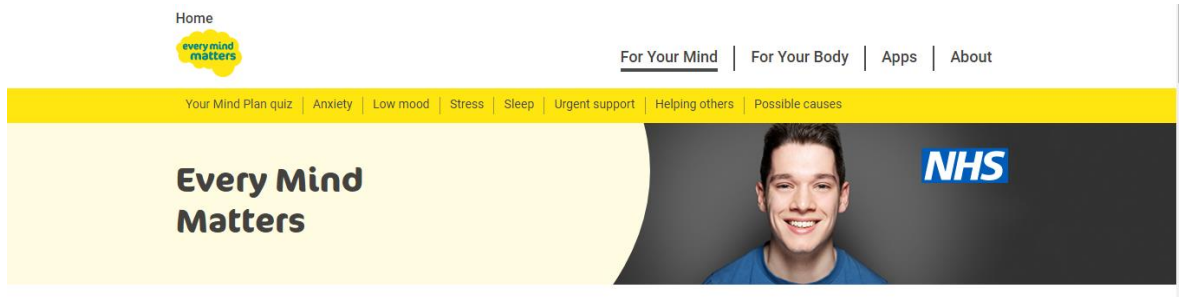 Home
every mind
matters
For Your Mind
For Your Body
Apps
About
Your Mind Plan quiz
Anxiety
Low mood
Stress
Sleep
Urgent support
Helping others
Possible causes
Every Mind
Matters
NHS